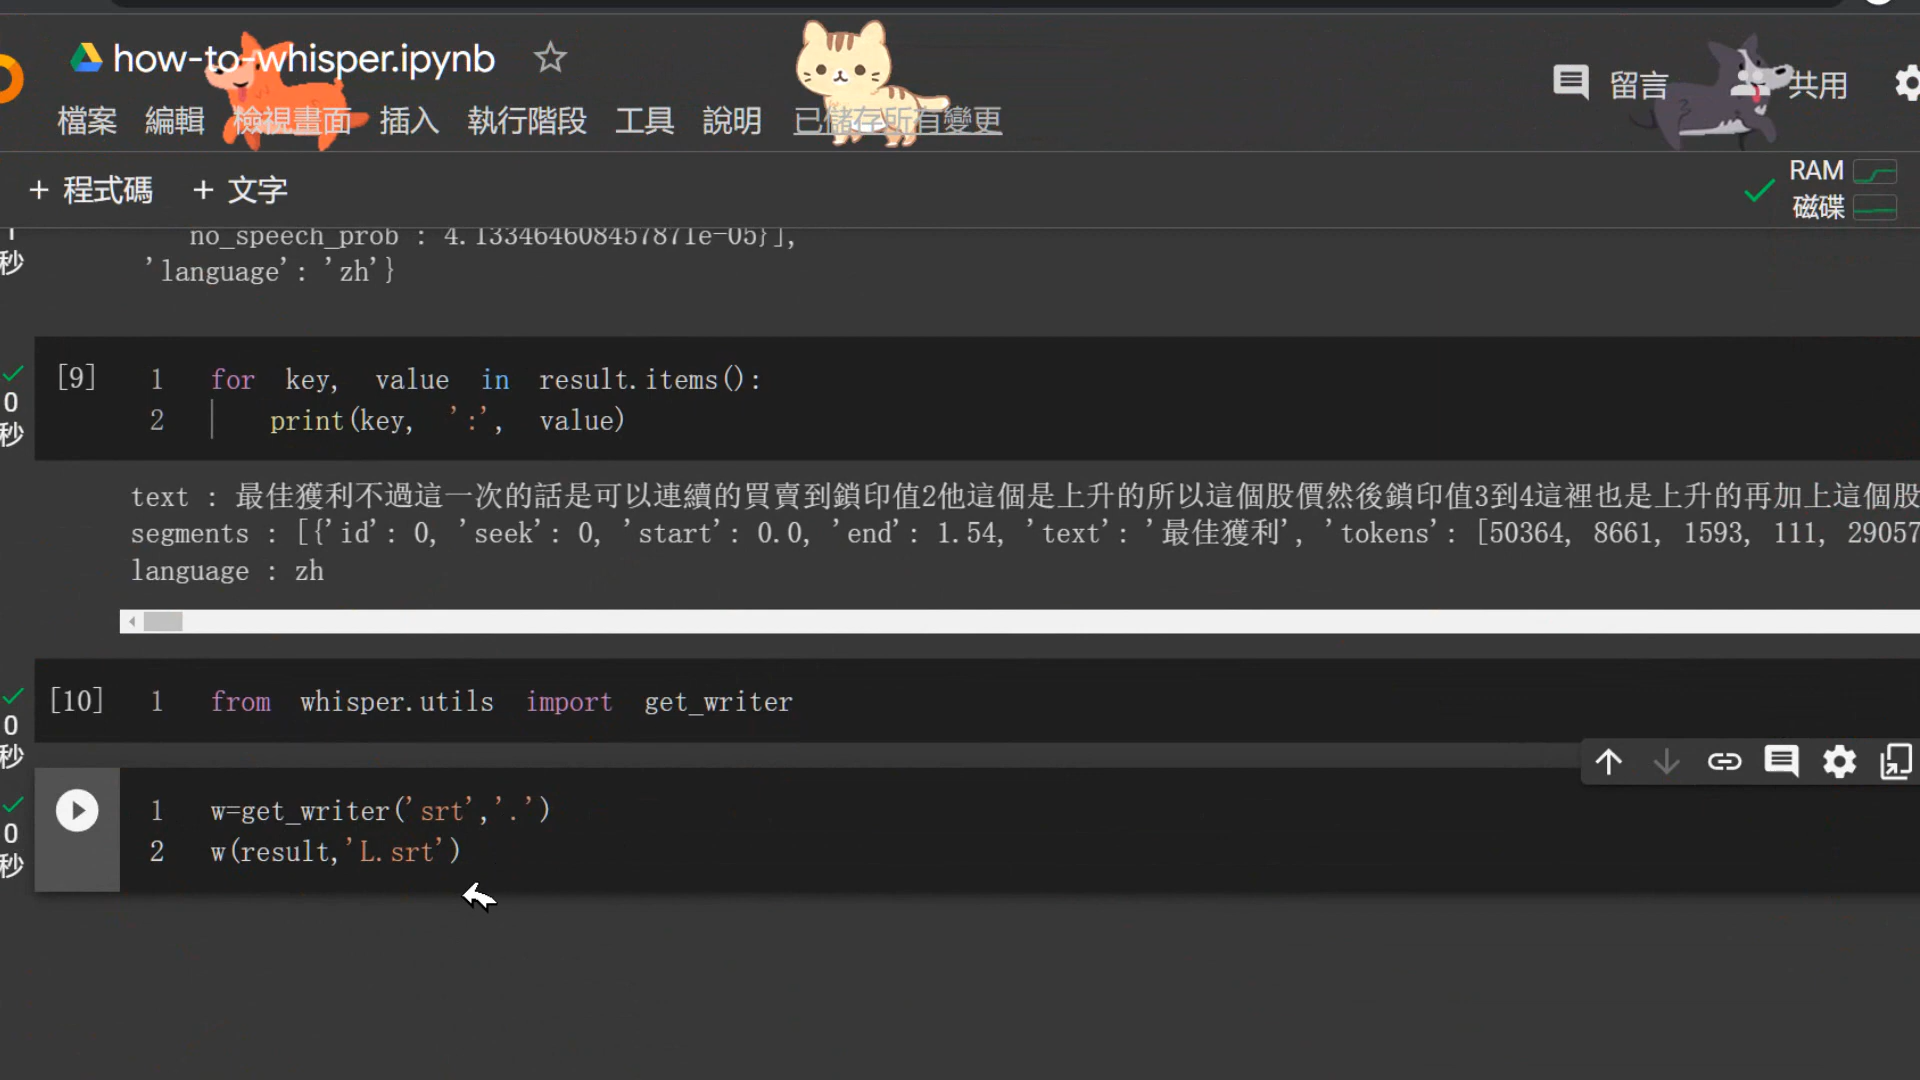 how-to-whisper.ipynb
留言
共用
檔案 編輯 檢視畫面 插入 執行階段 工具 說明 已儲存所有變更
+ 程式碼 + 文字
RAM
磁碟
1
秒
no_speech_prob : 4.133464608457871e-05}],
'language': 'zh'}
[9]
0
秒
1 for key, value in result.items():
2 print(key, ':', value)
text : 最佳獲利不過這一次的話是可以連續的買賣到鎖印值2他這個是上升的所以這個股價然後鎖印值3到4這裡也是上升的再加上這個股
segments : [{'id': 0, 'seek': 0, 'start': 0.0, 'end': 1.54, 'text': '最佳獲利', 'tokens': [50364, 8661, 1593, 111, 29057
language : zh
[10]
0
秒
1 from whisper.utils import get_writer
0
秒
1 w=get_writer('srt','.')
2 w(result,'L.srt')